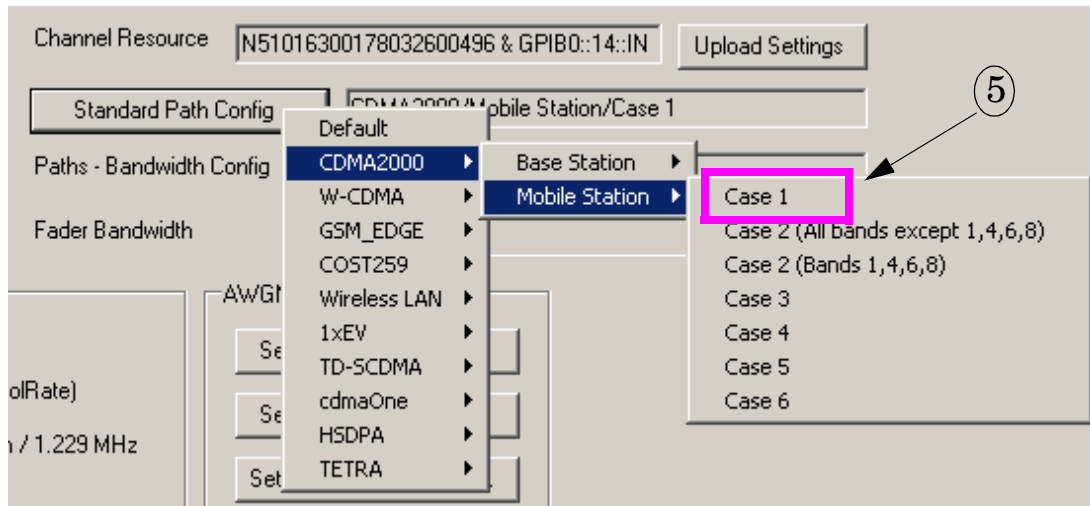 Channel Resource N51016300178032600496 & GPIB0::14::IN Upload Settings
5
Standard Path Config CDMA2000/Mobile Station/Case 1
Paths - Bandwidth Config
Fader Bandwidth
Default
CDMA2000
W-CDMA
GSM_EDGE
COST259
Wireless LAN
1xEV
TD-SCDMA
cdmaOne
HSDPA
TETRA
Base Station
Mobile Station
Case 1
Case 2 (All bands except 1,4,6,8)
Case 2 (Bands 1,4,6,8)
Case 3
Case 4
Case 5
Case 6
olRate)
/ 1.229 MHz
Set